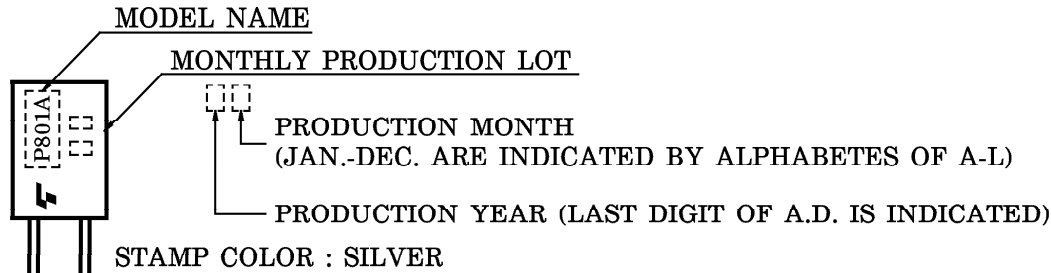 MODEL NAME
MONTHLY PRODUCTION LOT
P801A
PRODUCTION MONTH
(JAN.-DEC. ARE INDICATED BY ALPHABETES OF A-L)
PRODUCTION YEAR (LAST DIGIT OF A.D. IS INDICATED)
STAMP COLOR : SILVER